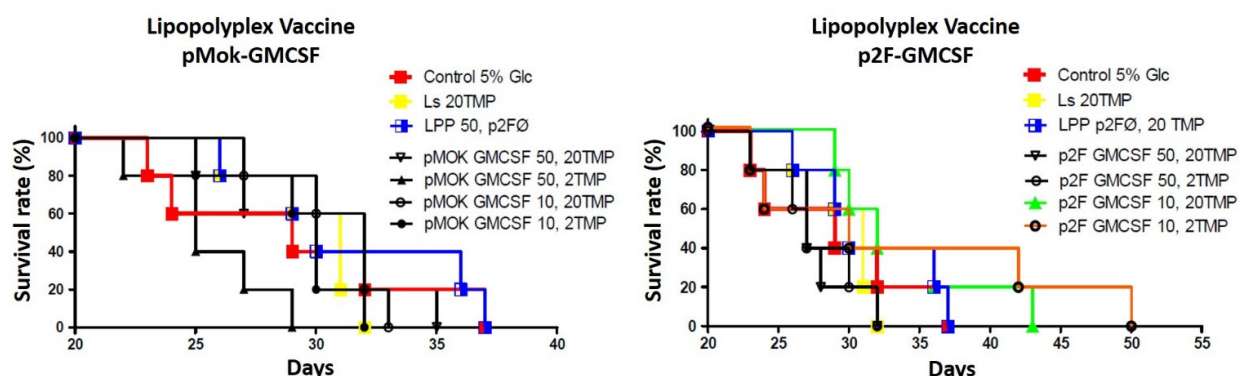 Lipopolyplex Vaccine
pMok-GMCSF
Control 5% Glc
Ls 20TMP
LPP 50, p2FØ
pMOK GMCSF 50, 20TMP
pMOK GMCSF 50, 2TMP
pMOK GMCSF 10, 20TMP
pMOK GMCSF 10, 2TMP
Survival rate (%)
100
80
60
40
20
0
20 25 30 35 40
Days
Lipopolyplex Vaccine
p2F-GMCSF
Control 5% Glc
Ls 20TMP
LPP p2FØ, 20 TMP
p2F GMCSF 50, 20TMP
p2F GMCSF 50, 2TMP
p2F GMCSF 10, 20TMP
p2F GMCSF 10, 2TMP
Survival rate (%)
100
80
60
40
20
0
20 25 30 35 40 45 50 55
Days